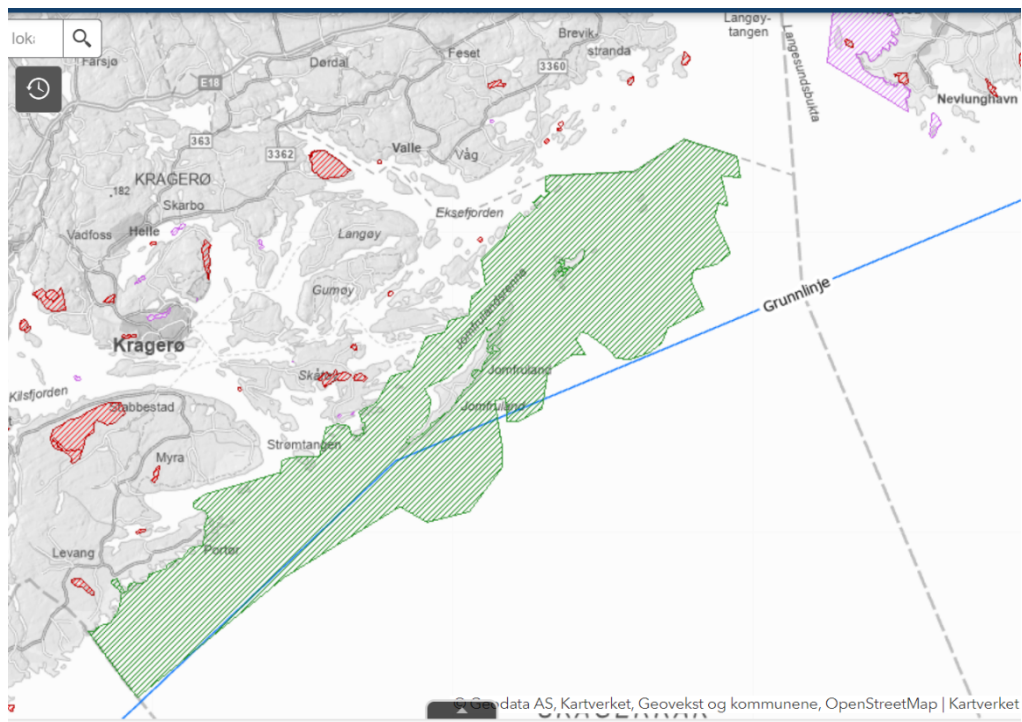 lok
Farsjø
E18
Dørdal
Feset
Brevik-
stranda
3360
Langøy-
tangen
Langesundsbukta
Nevlunghavn
363
3362
Valle
Våg
KRAGERØ
182
Skarbo
Eksefjorden
Vadfoss
Helle
Langøy
Gumøy
Jomfrulandsrenna
Grunnlinje
Kragerø
Jomfruland
Kilsfjorden
Stabbestad
Jomfruland
Strømtangen
Myra
Portør
Levang
© Geodata AS, Kartverket, Geovekst og kommunene, OpenStreetMap | Kartverket
SKAGERRAK